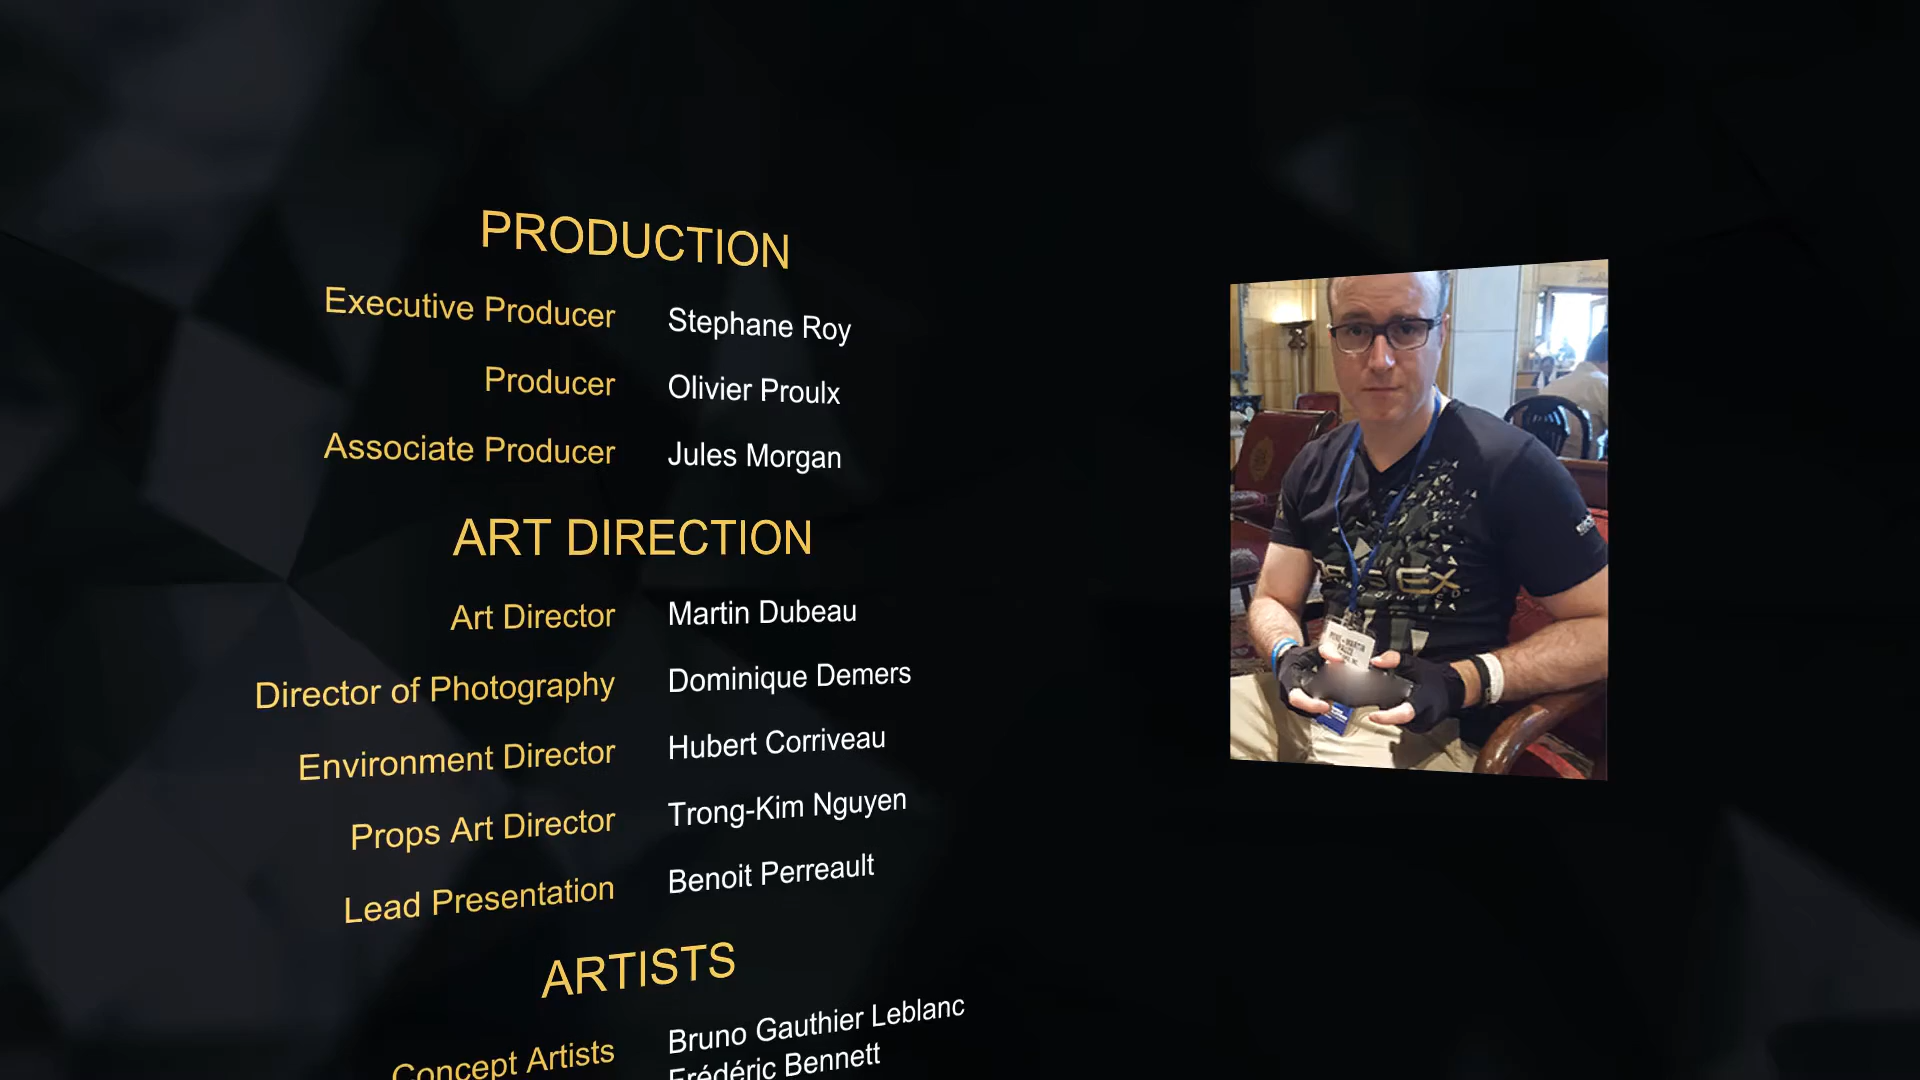 PRODUCTION
Executive Producer Stephane Roy
Producer Olivier Proulx
Associate Producer Jules Morgan
ART DIRECTION
Art Director Martin Dubeau
Director of Photography Dominique Demers
Environment Director Hubert Corriveau
Props Art Director Trong-Kim Nguyen
Lead Presentation Benoit Perreault
ARTISTS
Concept Artists Bruno Gauthier Leblanc
Frédéric Bennett
EX